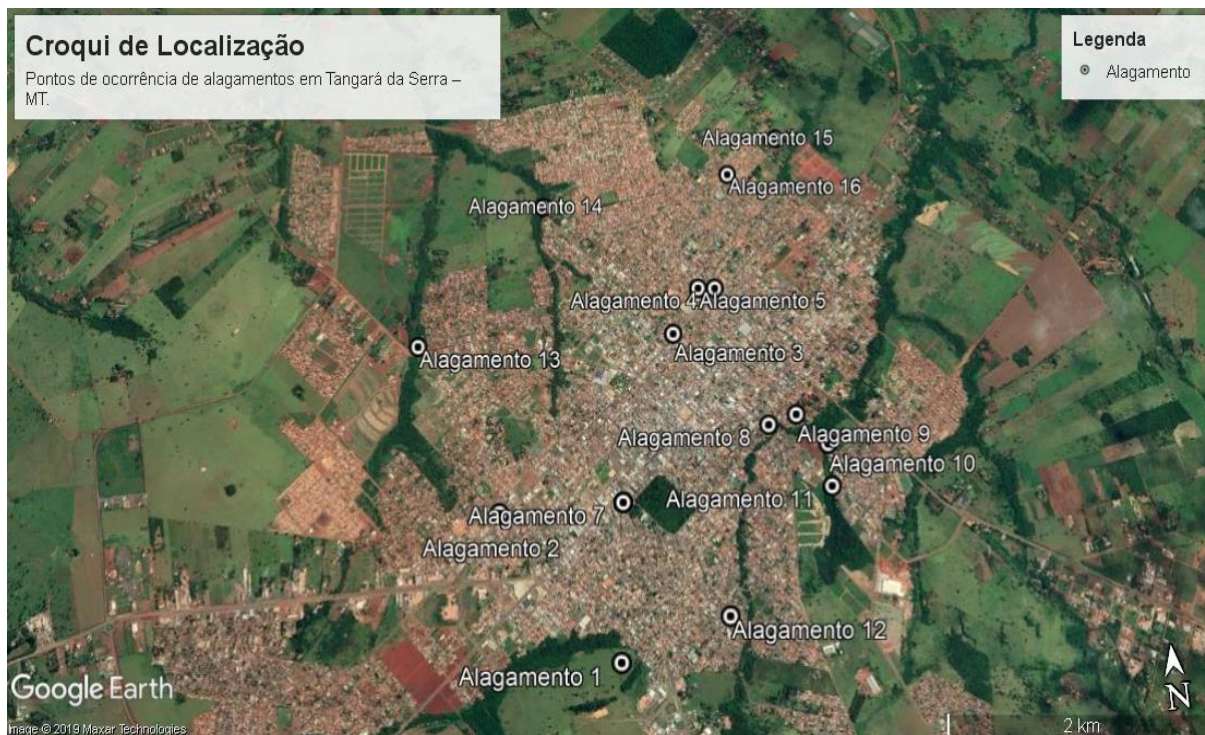 Croqui de Localização
Pontos de ocorrência de alagamentos em Tangará da Serra –
MT.
Legenda
Alagamento
Alagamento 15
Alagamento 16
Alagamento 14
Alagamento 4
Alagamento 5
Alagamento 3
Alagamento 13
Alagamento 8
Alagamento 9
Alagamento 10
Alagamento 11
Alagamento 7
Alagamento 2
Alagamento 12
Alagamento 1
Google Earth
Image © 2019 Maxar Technologies
N
2 km